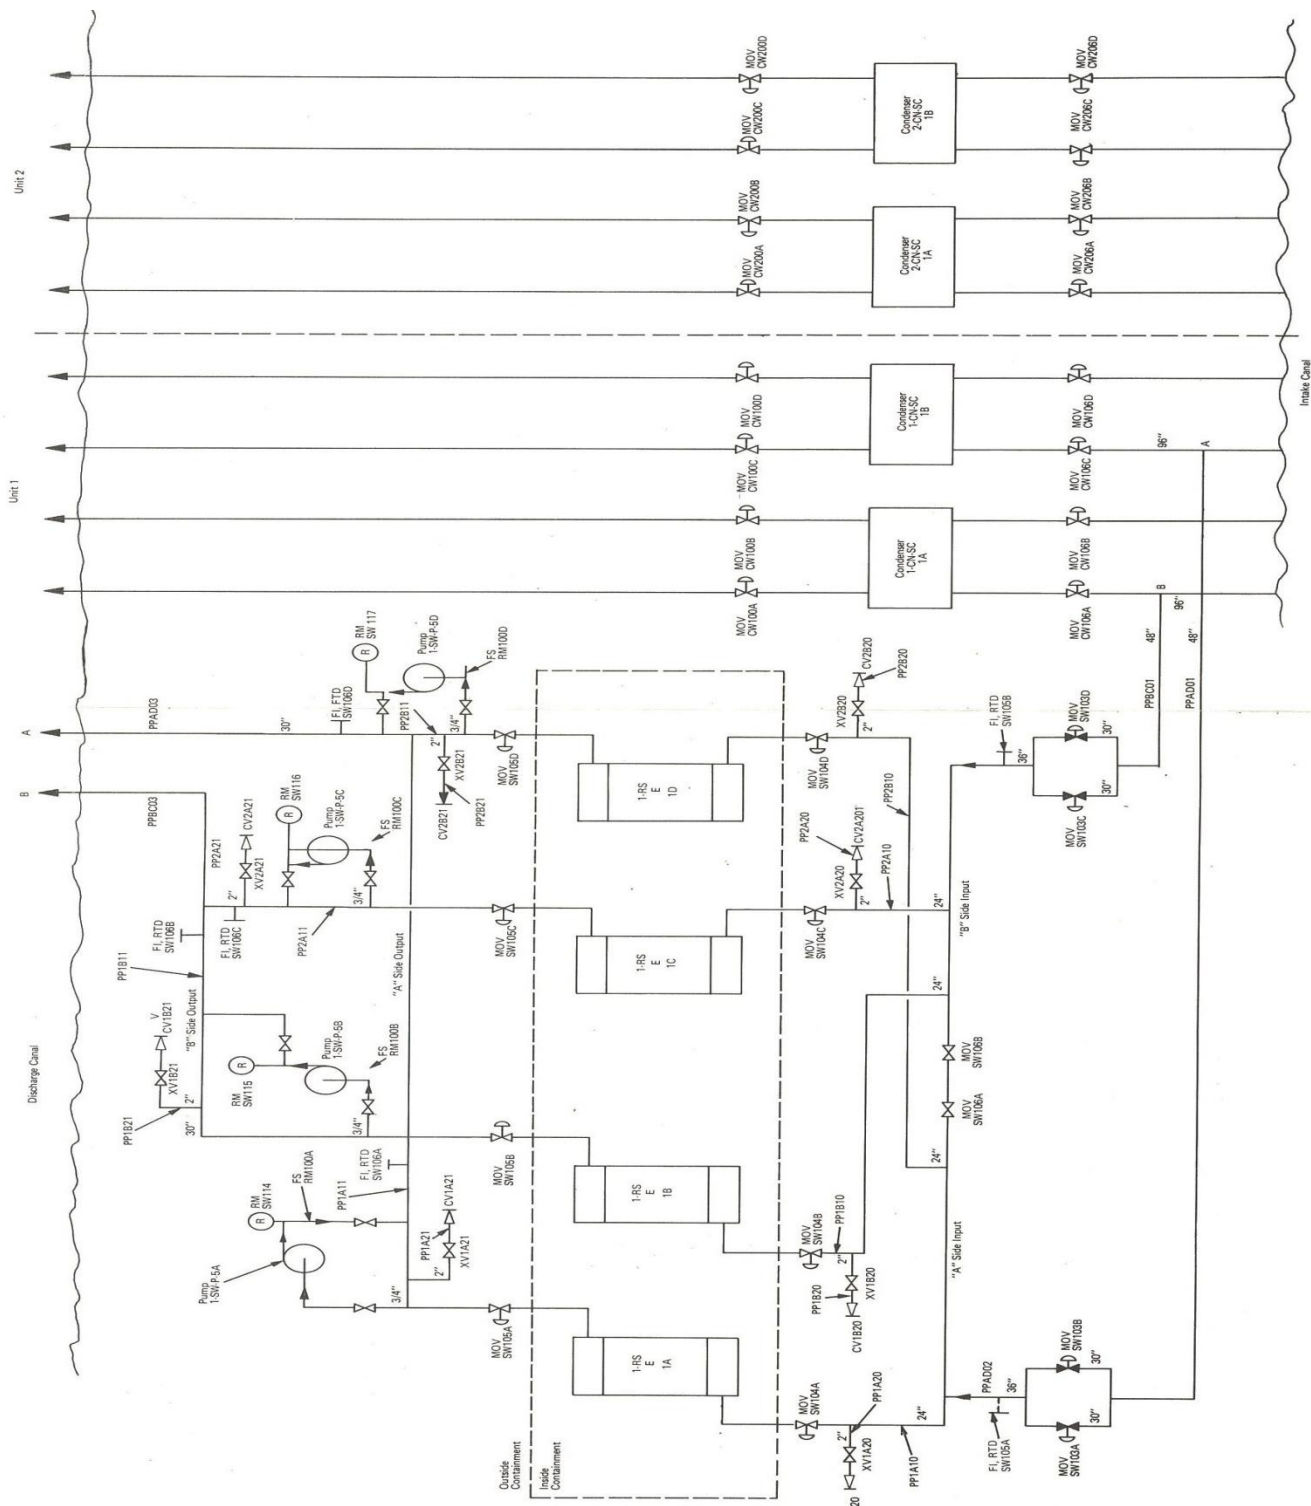 Unit 2
Unit 1
Discharge Canal
Intake Canal
MOV
CW200D
MOV
CW200C
MOV
CW200B
MOV
CW200A
Condenser
2-CN-SC
1B
Condenser
2-CN-SC
1A
MOV
CW206D
MOV
CW206C
MOV
CW206B
MOV
CW206A
MOV
CW100D
MOV
CW100C
MOV
CW100B
MOV
CW100A
Condenser
1-CN-SC
1B
Condenser
1-CN-SC
1A
MOV
CW106D
MOV
CW106C
MOV
CW106B
MOV
CW106A
96"
A
B
96"
48"
48"
PPBC01
PPAD01
A
PPAD03
30"
FI, FTD
SW106D
RM
SW 117
R
Pump
1-SW-P-5D
FS
RM100D
PP2B11
3/4"
2"
XV2B21
CV2B21
PP2B21
MOV
SW105D
B
PPBC03
PP2A21
2"
XV2A21
CV2A21
RM
SW116
R
Pump
1-SW-P-5C
FS
RM100C
3/4"
PP2A11
FI, RTD
SW106C
FI, RTD
SW106B
PP1B11
"B" Side Output
"A" Side Output
MOV
SW105C
V
CV1B21
XV1B21
2"
PP1B21
30"
RM
SW115
R
Pump
1-SW-P-5B
FS
RM100B
3/4"
MOV
SW105B
FI, RTD
SW106A
PP1A11
FS
RM100A
RM
SW114
R
Pump
1-SW-P-5A
3/4"
2"
PP1A21
CV1A21
XV1A21
MOV
SW105A
Outside
Containment
Inside
Containment
1-RS
E
1D
1-RS
E
1C
1-RS
E
1B
1-RS
E
1A
MOV
SW104D
XV2B20
2"
CV2B20
PP2B20
PP2B10
MOV
SW104C
PP2A20
XV2A20
2"
CV2A201
PP2A10
24"
"B" Side Input
24"
MOV
SW106B
MOV
SW106A
24"
"A" Side Input
MOV
SW104B
PP1B10
2"
PP1B20
XV1B20
CV1B20
MOV
SW104A
PP1A20
2"
XV1A20
20
PP1A10
24"
FI, RTD
SW105B
36"
MOV
SW103D
30"
30"
MOV
SW103C
PPAD02
36"
FI, RTD
SW105A
MOV
SW103B
30"
30"
MOV
SW103A